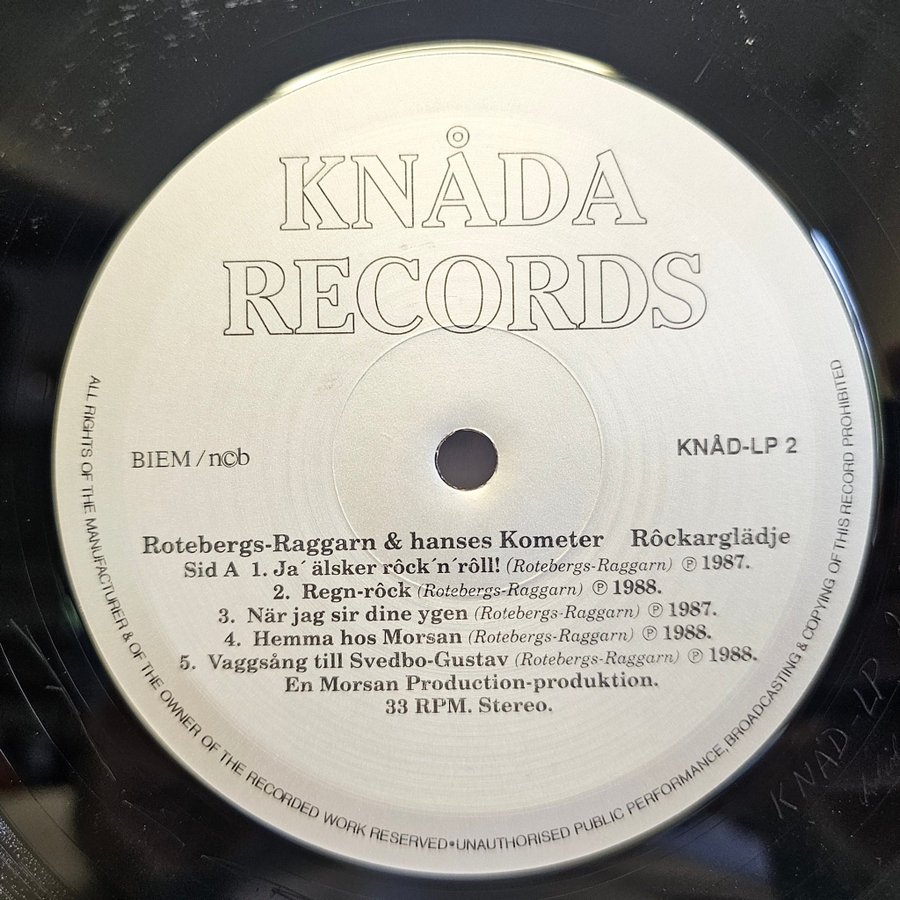 KNÅDA
RECORDS
BIEM/n©b
KNÅD-LP 2
Rotebergs-Raggarn & hanses Kometer Rôckarglädje
Sid A 1. Ja´ älsker rôck´n´rôll! (Rotebergs-Raggarn) ℗ 1987.
2. Regn-rôck (Rotebergs-Raggarn) ℗ 1988.
3. När jag sir dine ygen (Rotebergs-Raggarn) ℗ 1987.
4. Hemma hos Morsan (Rotebergs-Raggarn) ℗ 1988.
5. Vaggsång till Svedbo-Gustav (Rotebergs-Raggarn) ℗ 1988.
En Morsan Production-produktion.
33 RPM. Stereo.
ALL RIGHTS OF THE MANUFACTURER & OF THE OWNER OF THE RECORDED WORK RESERVED•UNAUTHORISED PUBLIC PERFORMANCE, BROADCASTING & COPYING OF THIS RECORD PROHIBITED
KNÅD-LP